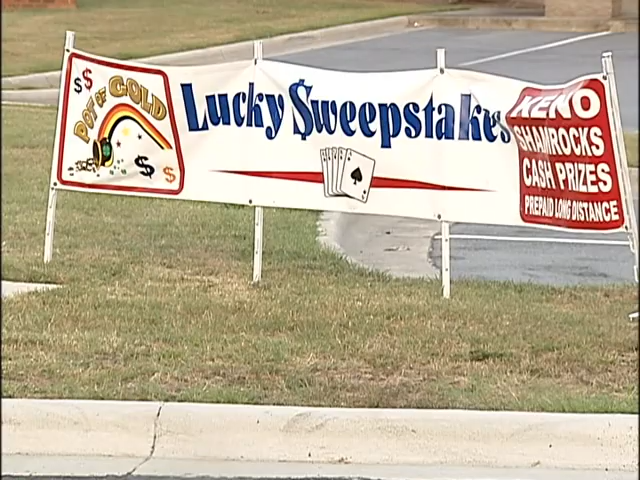 $$
POT OF GOLD
$ $
Lucky $weepstakes
KENO
SHAMROCKS
CASH PRIZES
PREPAID LONG DISTANCE